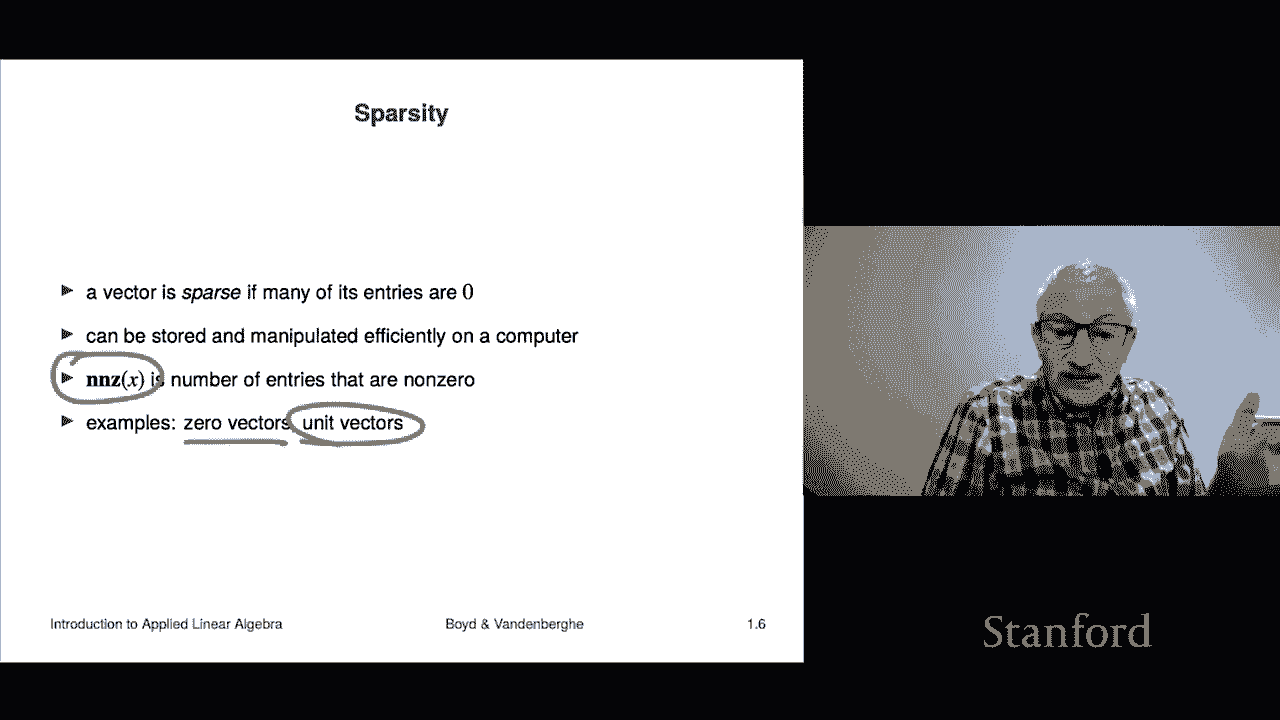 Sparsity
▶ a vector is sparse if many of its entries are 0
▶ can be stored and manipulated efficiently on a computer
▶ nnz(x) is number of entries that are nonzero
▶ examples: zero vectors, unit vectors
Introduction to Applied Linear Algebra Boyd & Vandenberghe 1.6
Stanford